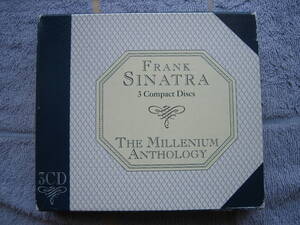 FRANK
SINATRA
3 Compact Discs
THE MILLENIUM
ANTHOLOGY
3CD